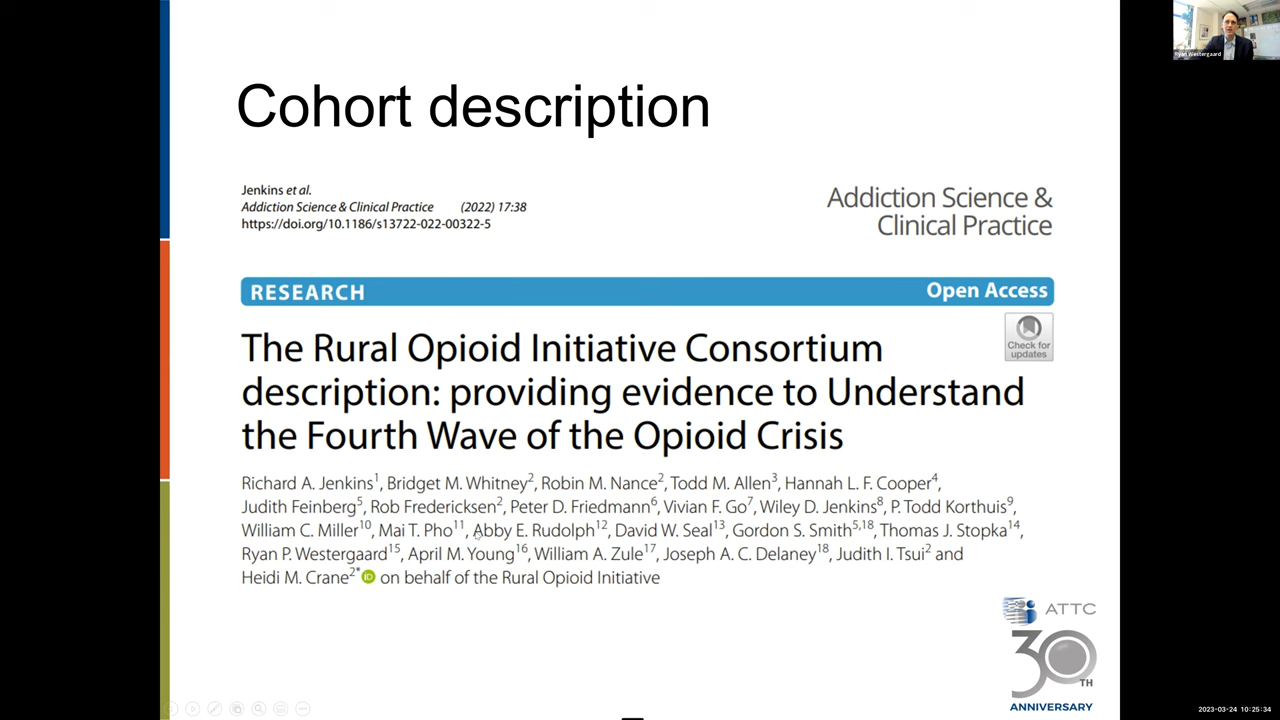 Cohort description
Jenkins et al.
Addiction Science & Clinical Practice (2022) 17:38
https://doi.org/10.1186/s13722-022-00322-5
Addiction Science &
Clinical Practice
RESEARCH
Open Access
Check for
updates
The Rural Opioid Initiative Consortium
description: providing evidence to Understand
the Fourth Wave of the Opioid Crisis
Richard A. Jenkins1, Bridget M. Whitney2, Robin M. Nance2, Todd M. Allen3, Hannah L. F. Cooper4,
Judith Feinberg5, Rob Fredericksen2, Peter D. Friedmann6, Vivian F. Go7, Wiley D. Jenkins8, P. Todd Korthuis9,
William C. Miller10, Mai T. Pho11, Abby E. Rudolph12, David W. Seal13, Gordon S. Smith5,18, Thomas J. Stopka14,
Ryan P. Westergaard15, April M. Young16, William A. Zule17, Joseph A. C. Delaney18, Judith I. Tsui2 and
Heidi M. Crane2* iD on behalf of the Rural Opioid Initiative
ATTC
30
TH
ANNIVERSARY
Ryan Westergaard
2023-03-24 10:25:34